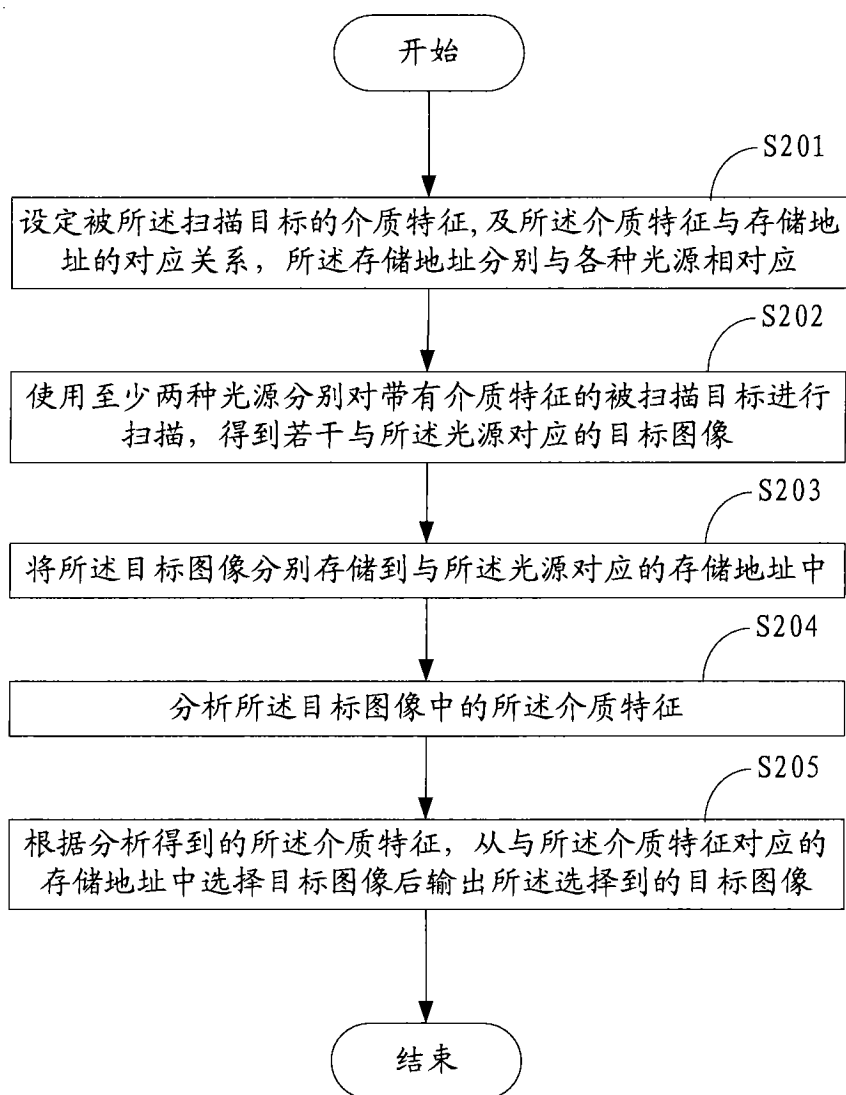 开始
S201
设定被所述扫描目标的介质特征,及所述介质特征与存储地
址的对应关系，所述存储地址分别与各种光源相对应
S202
使用至少两种光源分别对带有介质特征的被扫描目标进行
扫描，得到若干与所述光源对应的目标图像
S203
将所述目标图像分别存储到与所述光源对应的存储地址中
S204
分析所述目标图像中的所述介质特征
S205
根据分析得到的所述介质特征，从与所述介质特征对应的
存储地址中选择目标图像后输出所述选择到的目标图像
结束